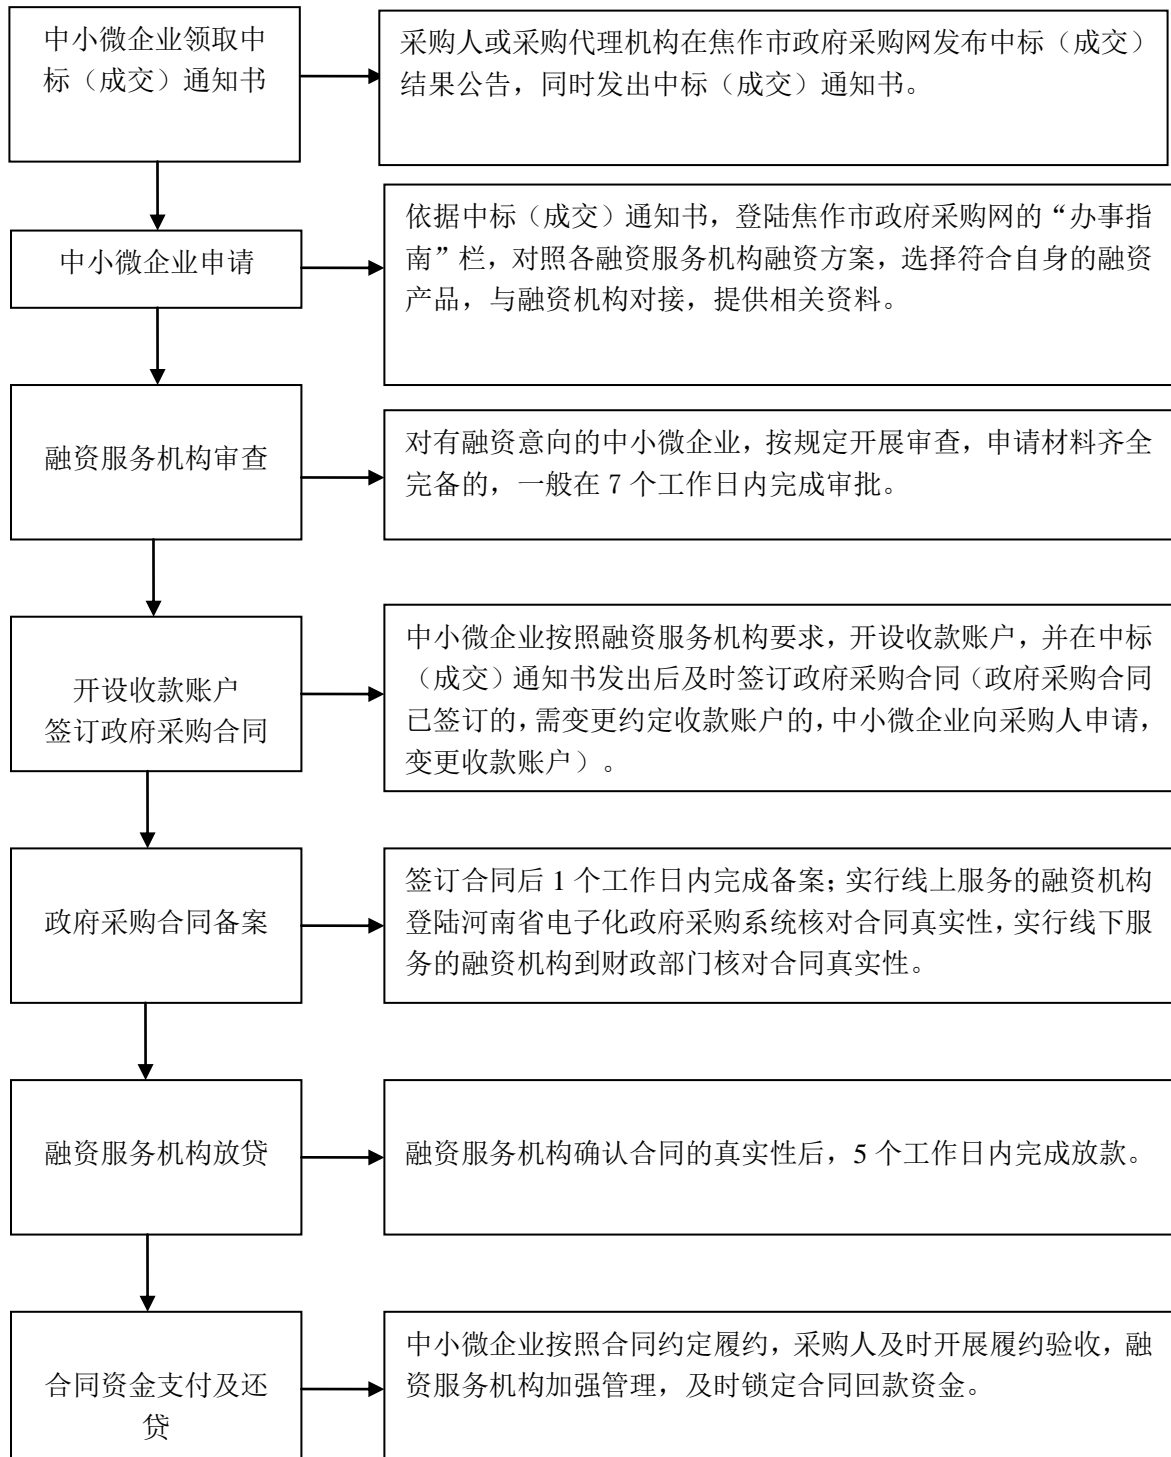 中小微企业领取中
标（成交）通知书
采购人或采购代理机构在焦作市政府采购网发布中标（成交）
结果公告，同时发出中标（成交）通知书。
中小微企业申请
依据中标（成交）通知书，登陆焦作市政府采购网的“办事指
南”栏，对照各融资服务机构融资方案，选择符合自身的融资
产品，与融资机构对接，提供相关资料。
融资服务机构审查
对有融资意向的中小微企业，按规定开展审查，申请材料齐全
完备的，一般在 7 个工作日内完成审批。
开设收款账户
签订政府采购合同
中小微企业按照融资服务机构要求，开设收款账户，并在中标
（成交）通知书发出后及时签订政府采购合同（政府采购合同
已签订的，需变更约定收款账户的，中小微企业向采购人申请，
变更收款账户）。
政府采购合同备案
签订合同后 1 个工作日内完成备案；实行线上服务的融资机构
登陆河南省电子化政府采购系统核对合同真实性，实行线下服
务的融资机构到财政部门核对合同真实性。
融资服务机构放贷
融资服务机构确认合同的真实性后，5 个工作日内完成放款。
合同资金支付及还
贷
中小微企业按照合同约定履约，采购人及时开展履约验收，融
资服务机构加强管理，及时锁定合同回款资金。